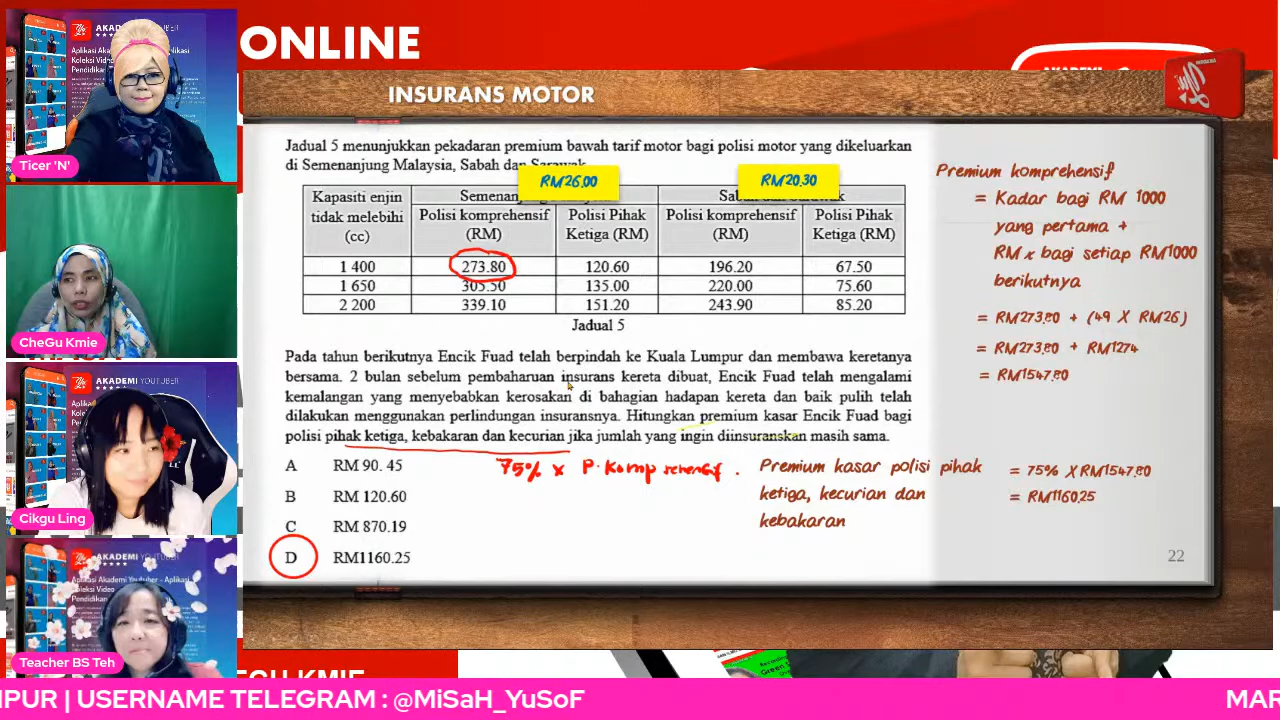 ONLINE
AKADEMI
YOUTUBER
Ticer 'N'
CheGu Kmie
Cikgu Ling
AKADEMI YOUTUBER
Teacher BS Teh
INSURANS MOTOR
Jadual 5 menunjukkan pekadaran premium bawah tarif motor bagi polisi motor yang dikeluarkan
di Semenanjung Malaysia, Sabah dan Sarawak
RM26.00
RM20.30
Kapasiti enjin tidak melebihi (cc)
Polisi komprehensif (RM)
Polisi Pihak Ketiga (RM)
Polisi komprehensif (RM)
Polisi Pihak Ketiga (RM)
1 400 273.80 120.60 196.20 67.50
1 650 305.50 135.00 220.00 75.60
2 200 339.10 151.20 243.90 85.20
Jadual 5
Pada tahun berikutnya Encik Fuad telah berpindah ke Kuala Lumpur dan membawa keretanya
bersama. 2 bulan sebelum pembaharuan insurans kereta dibuat, Encik Fuad telah mengalami
kemalangan yang menyebabkan kerosakan di bahagian hadapan kereta dan baik pulih telah
dilakukan menggunakan perlindungan insuransnya. Hitungkan premium kasar Encik Fuad bagi
polisi pihak ketiga, kebakaran dan kecurian jika jumlah yang ingin diinsuranskan masih sama.
A RM 90. 45
B RM 120.60
C RM 870.19
D RM1160.25
75% x P. Komprehensif .
Premium komprehensif
= Kadar bagi RM 1000
yang pertama +
RMx bagi setiap RM1000
berikutnya
= RM273.80 + (49 X RM26)
= RM273.80 + RM1274
= RM1547.80
Premium kasar polisi pihak
ketiga, kecurian dan
kebakaran
= 75% X RM1547.80
= RM1160.25
22
MPUR | USERNAME TELEGRAM : @MiSaH_YuSoF
MAR